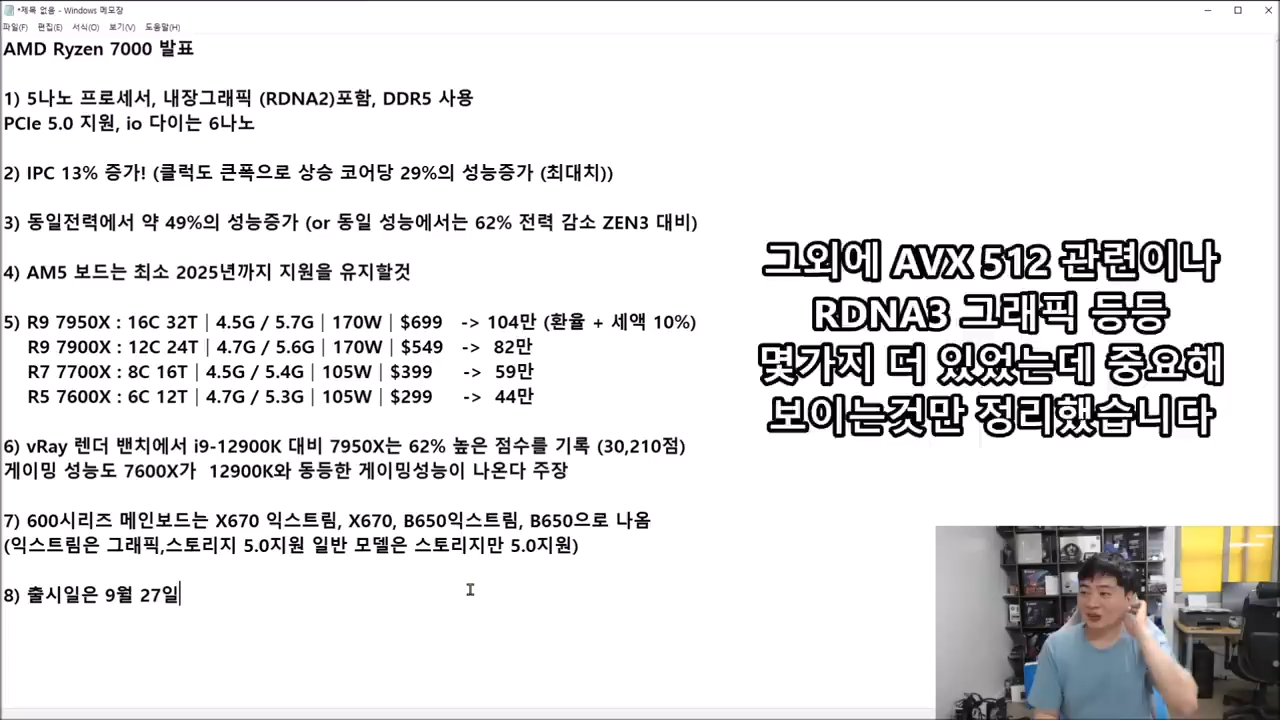 *제목 없음 - Windows 메모장
파일(F) 편집(E) 서식(O) 보기(V) 도움말(H)
AMD Ryzen 7000 발표
1) 5나노 프로세서, 내장그래픽 (RDNA2)포함, DDR5 사용
PCIe 5.0 지원, io 다이는 6나노
2) IPC 13% 증가! (클럭도 큰폭으로 상승 코어당 29%의 성능증가 (최대치))
3) 동일전력에서 약 49%의 성능증가 (or 동일 성능에서는 62% 전력 감소 ZEN3 대비)
4) AM5 보드는 최소 2025년까지 지원을 유지할것
5) R9 7950X : 16C 32T | 4.5G / 5.7G | 170W | $699 -> 104만 (환율 + 세액 10%)
R9 7900X : 12C 24T | 4.7G / 5.6G | 170W | $549 -> 82만
R7 7700X : 8C 16T | 4.5G / 5.4G | 105W | $399 -> 59만
R5 7600X : 6C 12T | 4.7G / 5.3G | 105W | $299 -> 44만
6) vRay 렌더 밴치에서 i9-12900K 대비 7950X는 62% 높은 점수를 기록 (30,210점)
게이밍 성능도 7600X가 12900K와 동등한 게이밍성능이 나온다 주장
7) 600시리즈 메인보드는 X670 익스트림, X670, B650익스트림, B650으로 나옴
(익스트림은 그래픽,스토리지 5.0지원 일반 모델은 스토리지만 5.0지원)
8) 출시일은 9월 27일
그외에 AVX 512 관련이나
RDNA3 그래픽 등등
몇가지 더 있었는데 중요해
보이는것만 정리했습니다